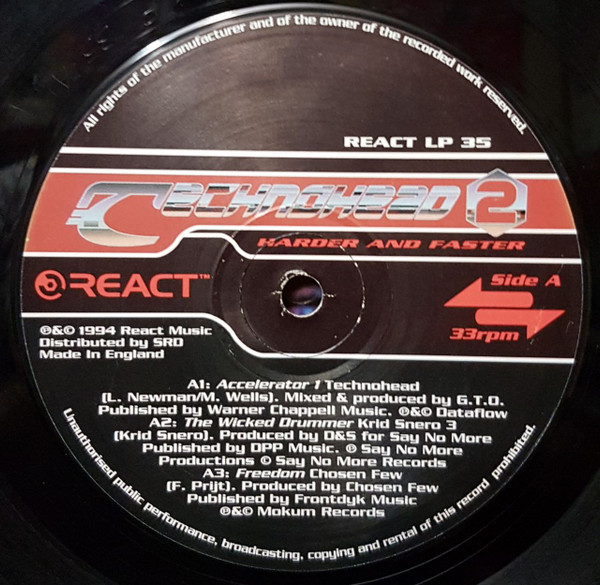 All rights of the manufacturer and of the owner of the recorded work reserved.
REACT LP 35
TECHNOHEAD 2
HARDER AND FASTER
REACT™
Side A
33rpm
℗&© 1994 React Music
Distributed by SRD
Made In England
A1: Accelerator 1 Technohead
(L. Newman/M. Wells). Mixed & produced by G.T.O.
Published by Warner Chappell Music. ℗&© Dataflow
A2: The Wicked Drummer Krid Snero 3
(Krid Snero). Produced by D&S for Say No More
Published by DPP Music. ℗ Say No More
Productions © Say No More Records
A3: Freedom Chosen Few
(F. Prijt). Produced by Chosen Few
Published by Frontdyk Music
℗&© Mokum Records
Unauthorised public performance, broadcasting, copying and rental of this record prohibited.